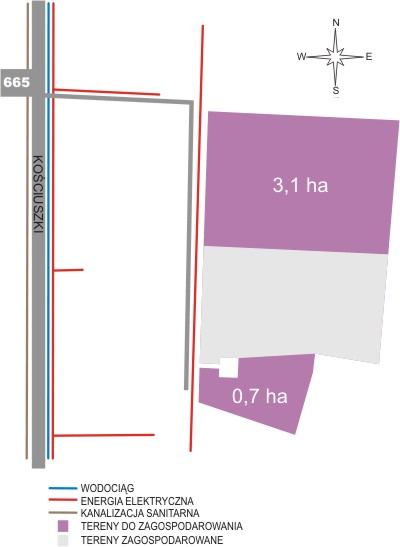 N
W E
S
665
KOŚCIUSZKI
3,1 ha
0,7 ha
WODOCIĄG
ENERGIA ELEKTRYCZNA
KANALIZACJA SANITARNA
TERENY DO ZAGOSPODAROWANIA
TERENY ZAGOSPODAROWANE